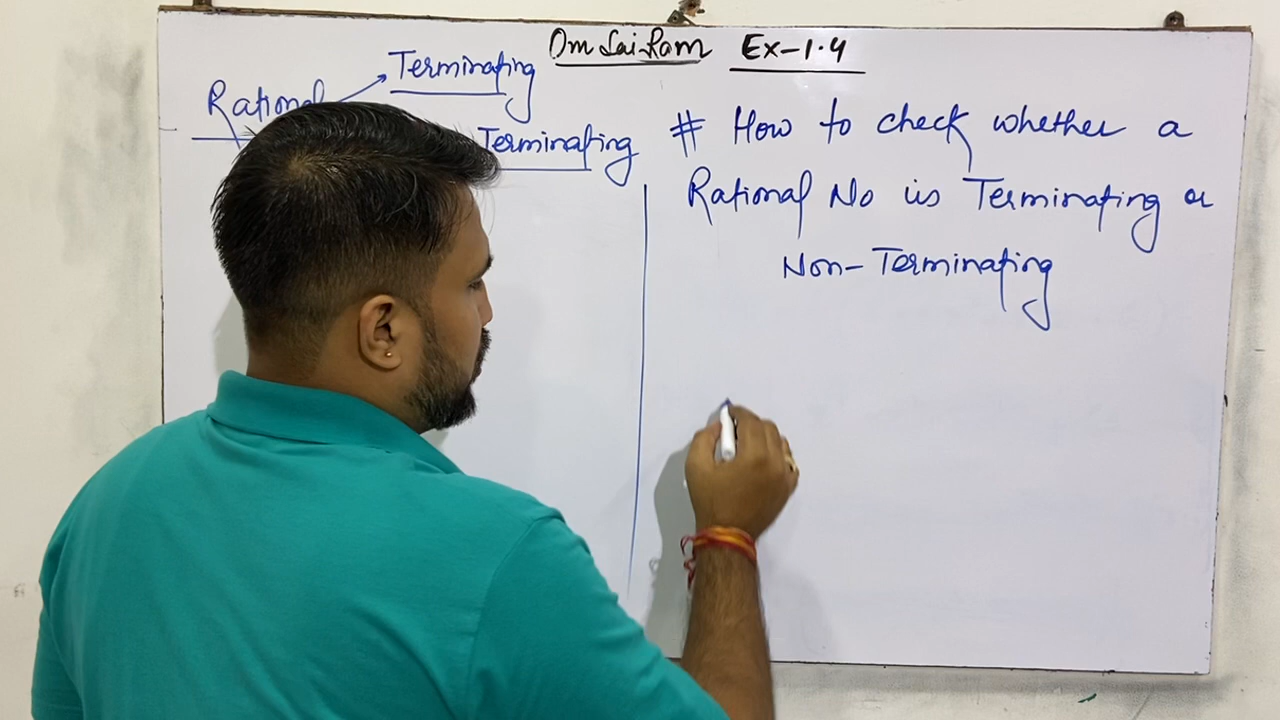 Om Sai Ram Ex-1.4
Rational Terminating
Terminating
# How to check whether a
Rational No is Terminating or
Non-Terminating